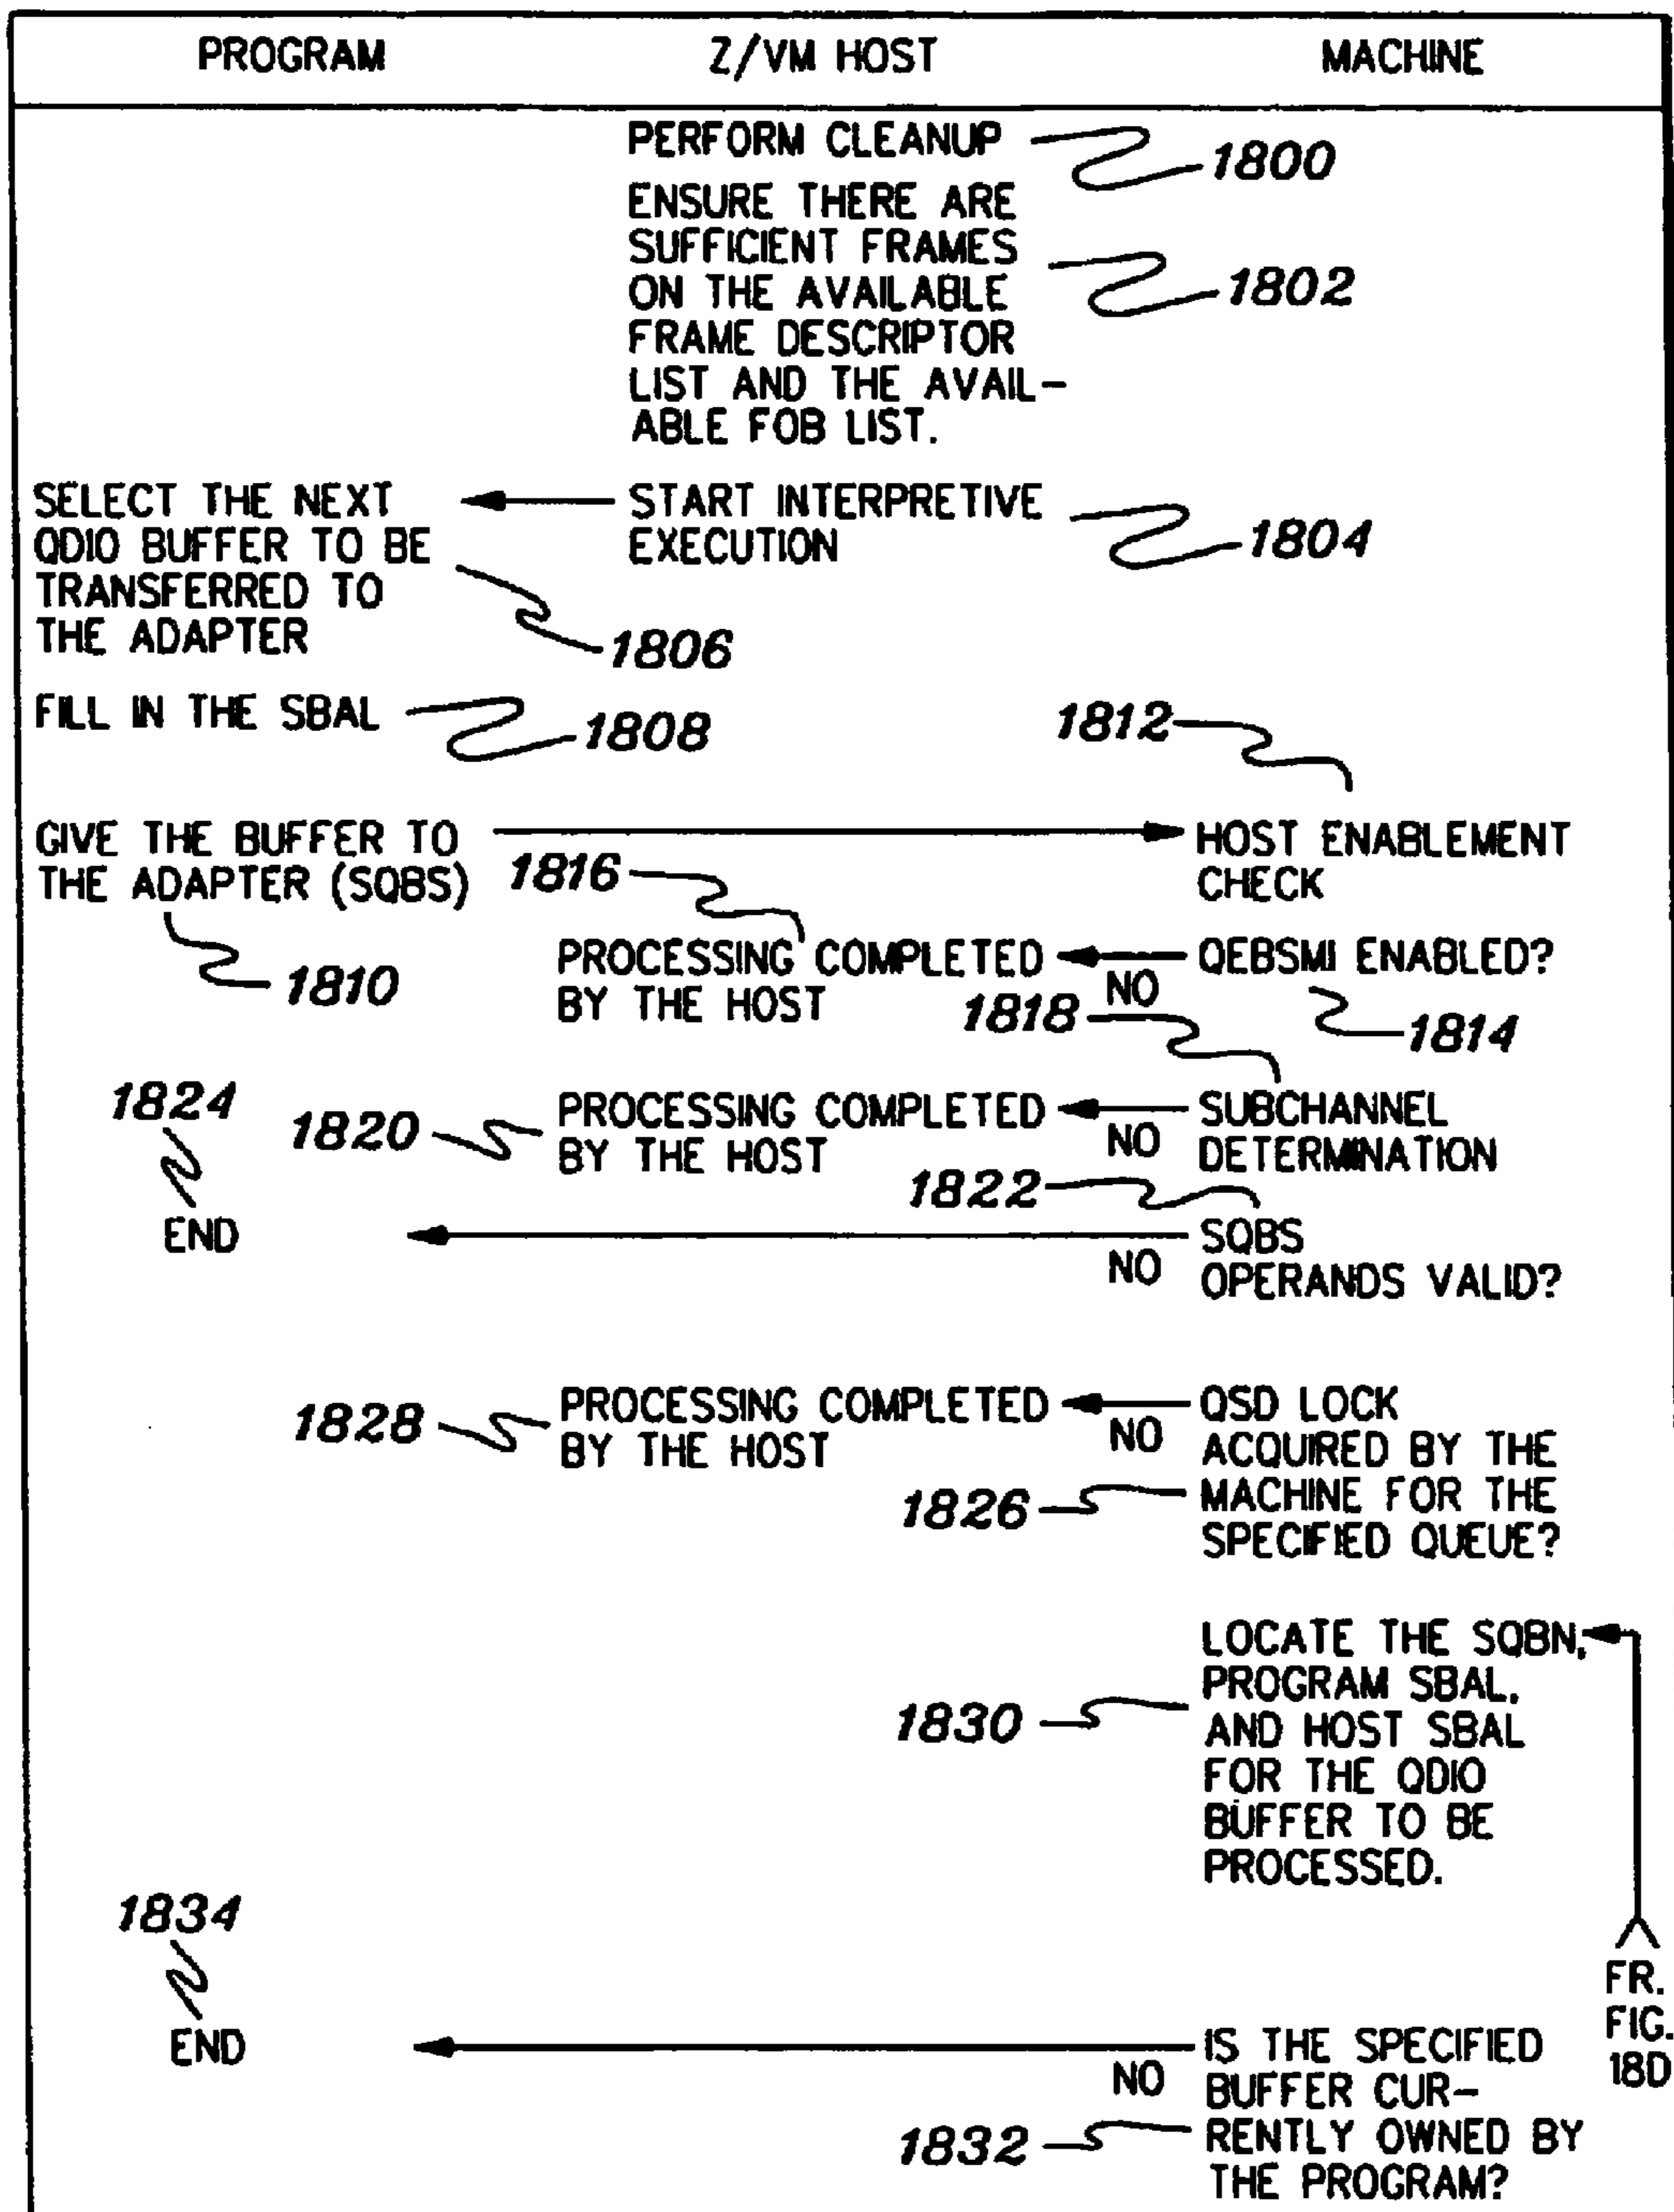 PROGRAM Z/VM HOST MACHINE
PERFORM CLEANUP 1800
ENSURE THERE ARE
SUFFICIENT FRAMES
ON THE AVAILABLE 1802
FRAME DESCRIPTOR
LIST AND THE AVAIL-
ABLE FOB LIST.
SELECT THE NEXT
QDIO BUFFER TO BE
TRANSFERRED TO
THE ADAPTER
1806
START INTERPRETIVE
EXECUTION
1804
FILL IN THE SBAL 1808
1812
GIVE THE BUFFER TO
THE ADAPTER (SQBS)
1810
HOST ENABLEMENT
CHECK
1816
PROCESSING COMPLETED
BY THE HOST
NO
QEBSMI ENABLED?
1814
1818
1820
PROCESSING COMPLETED
BY THE HOST
NO
SUBCHANNEL
DETERMINATION
1824
END
1822
NO
SQBS
OPERANDS VALID?
1828
PROCESSING COMPLETED
BY THE HOST
NO
QSD LOCK
ACQUIRED BY THE
MACHINE FOR THE
SPECIFIED QUEUE?
1826
LOCATE THE SQBN,
PROGRAM SBAL,
AND HOST SBAL
FOR THE QDIO
BUFFER TO BE
PROCESSED.
1830
FR.
FIG.
18D
1834
END
NO
IS THE SPECIFIED
BUFFER CUR-
RENTLY OWNED BY
THE PROGRAM?
1832